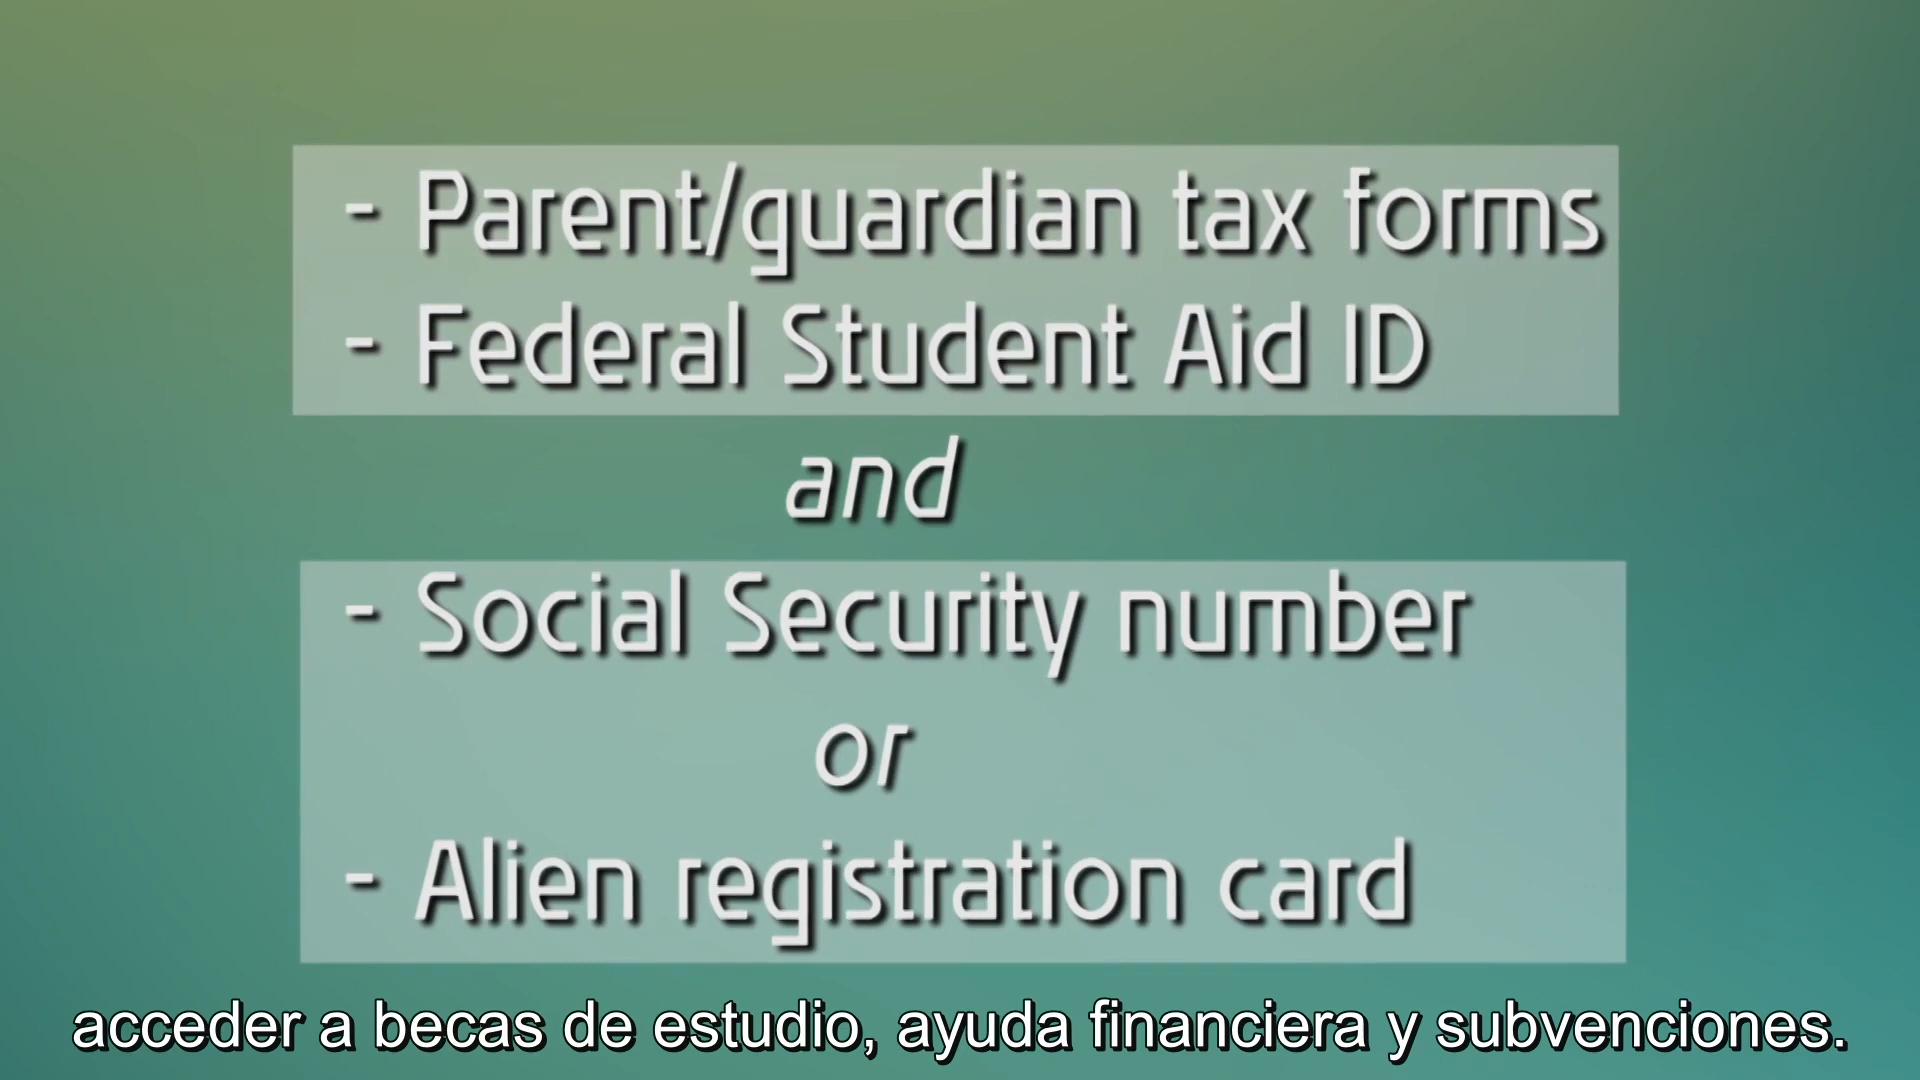 - Parent/guardian tax forms
- Federal Student Aid ID
and
- Social Security number
or
- Alien registration card
acceder a becas de estudio, ayuda financiera y subvenciones.